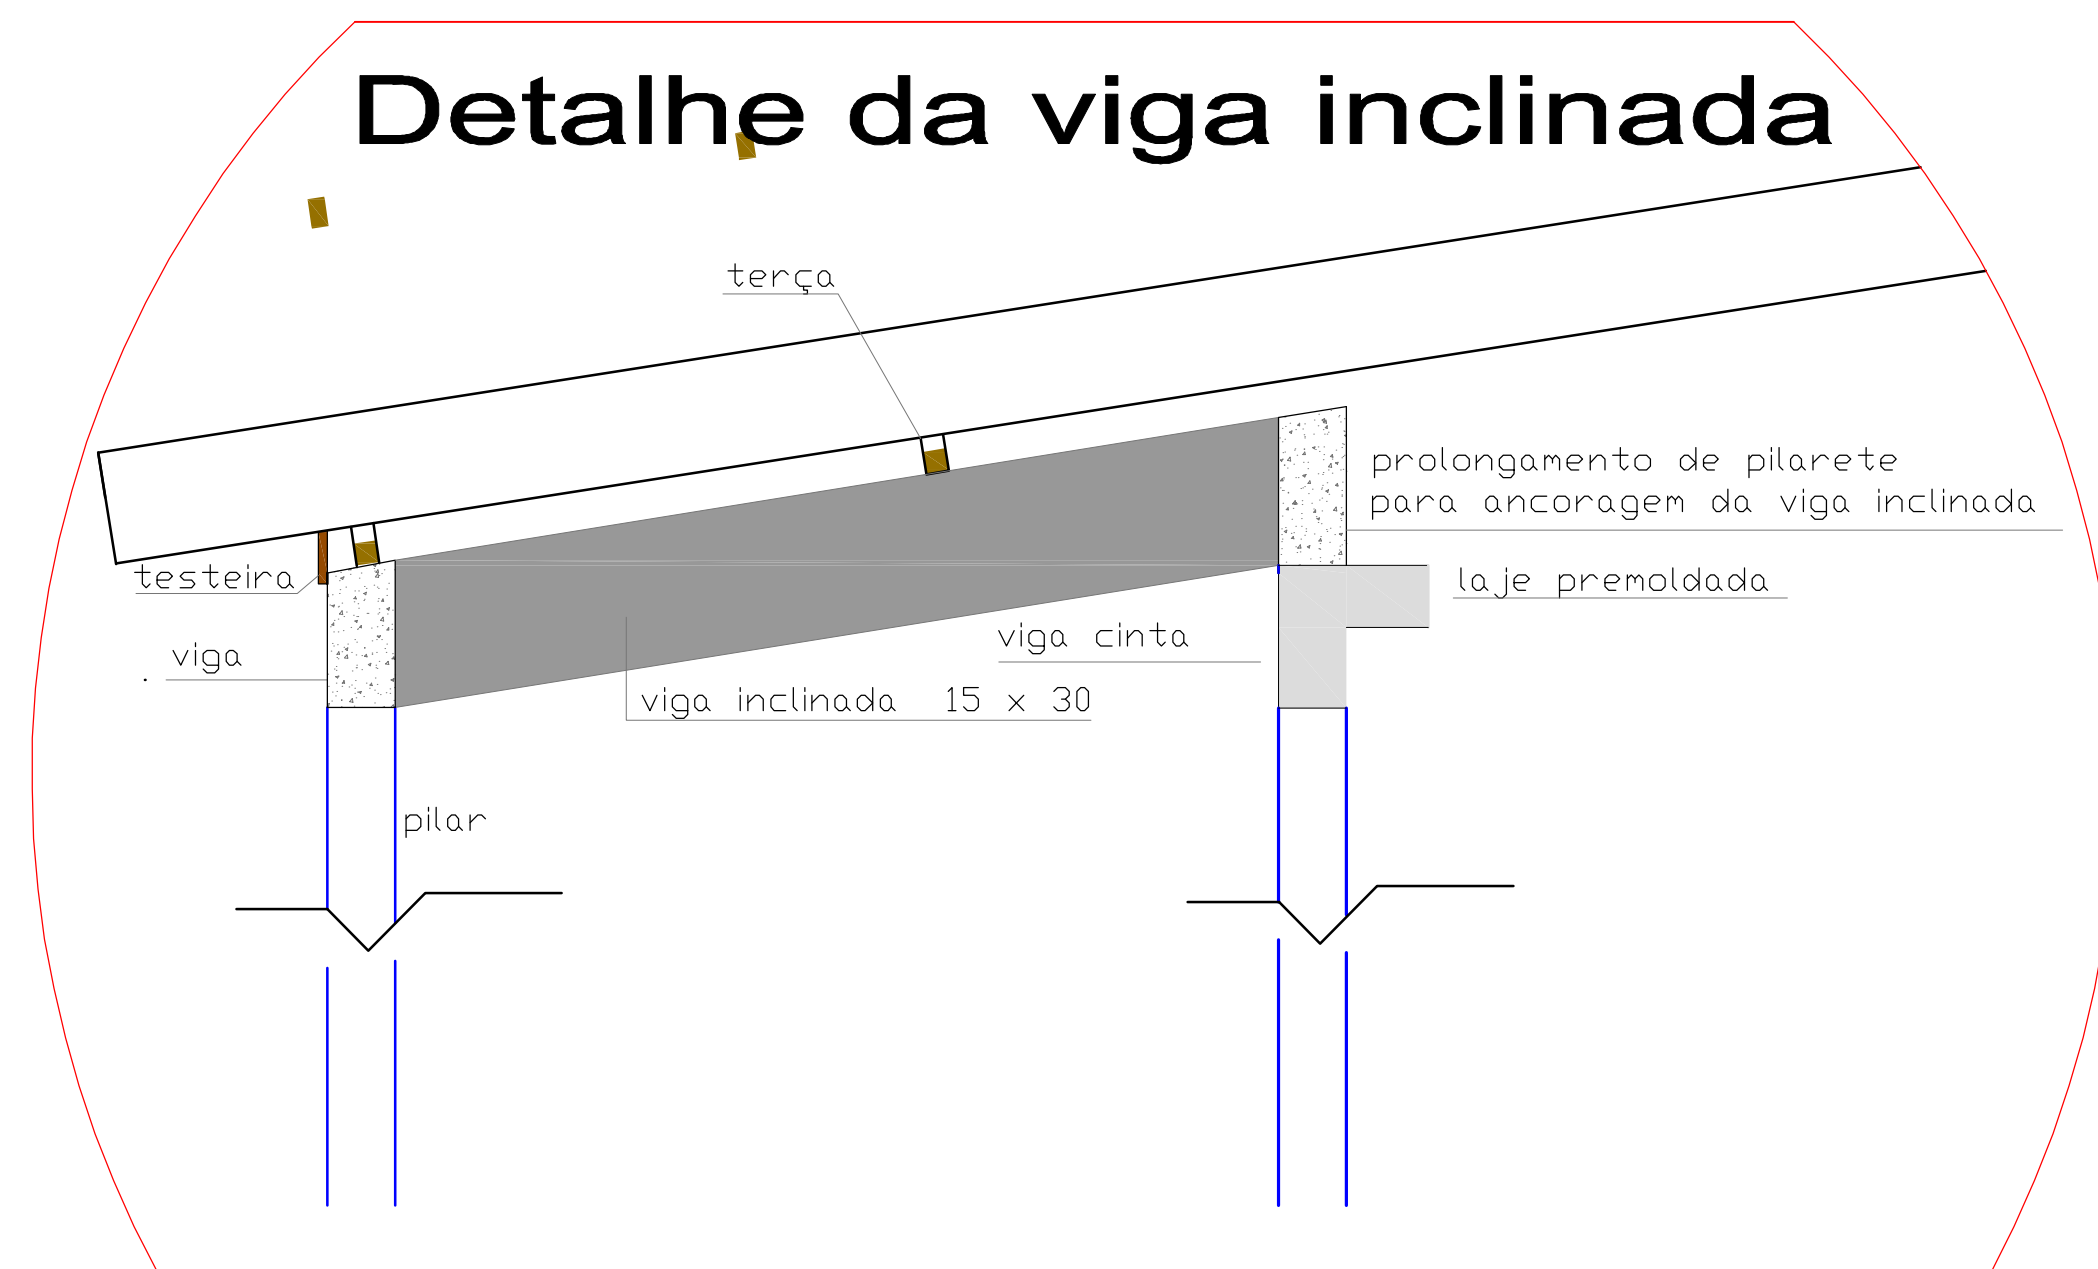 Detalhe da viga inclinada
terça
prolongamento de pilarete
para ancoragem da viga inclinada
testeira
laje premoldada
viga cinta
viga
viga inclinada 15 x 30
pilar